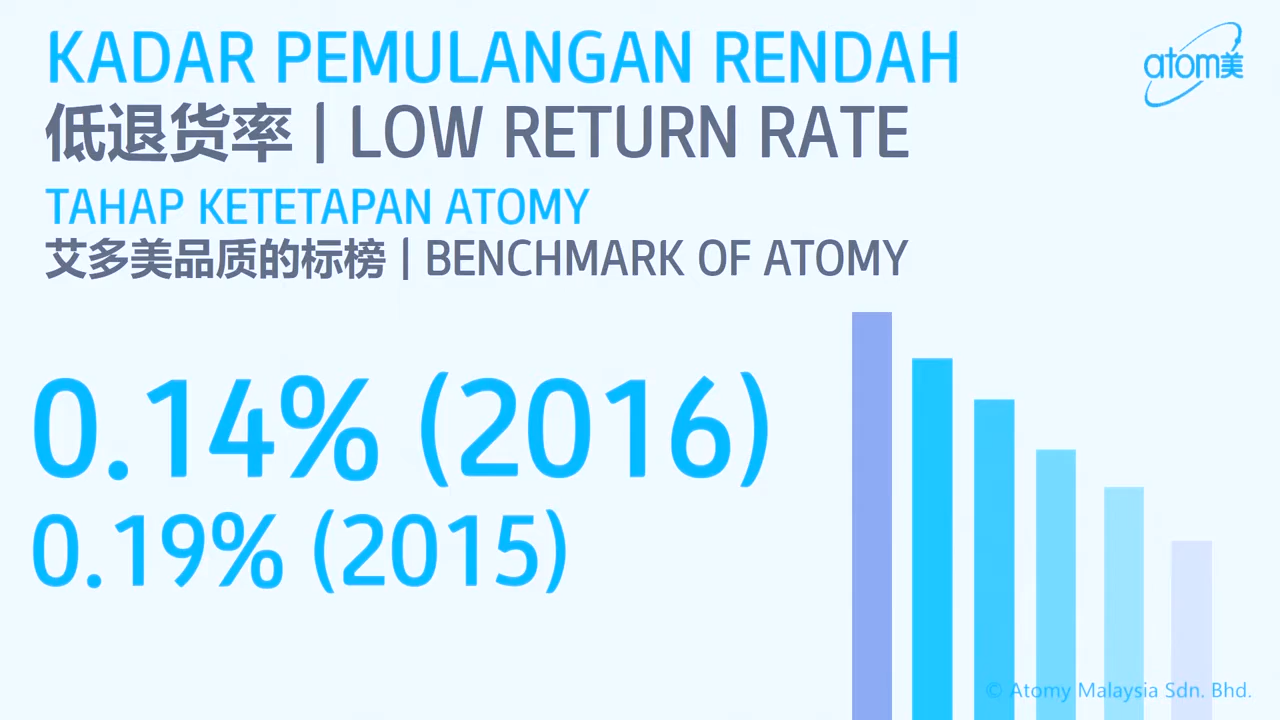 KADAR PEMULANGAN RENDAH
atom美
低退货率 | LOW RETURN RATE
TAHAP KETETAPAN ATOMY
艾多美品质的标榜 | BENCHMARK OF ATOMY
0.14% (2016)
0.19% (2015)
© Atomy Malaysia Sdn. Bhd.